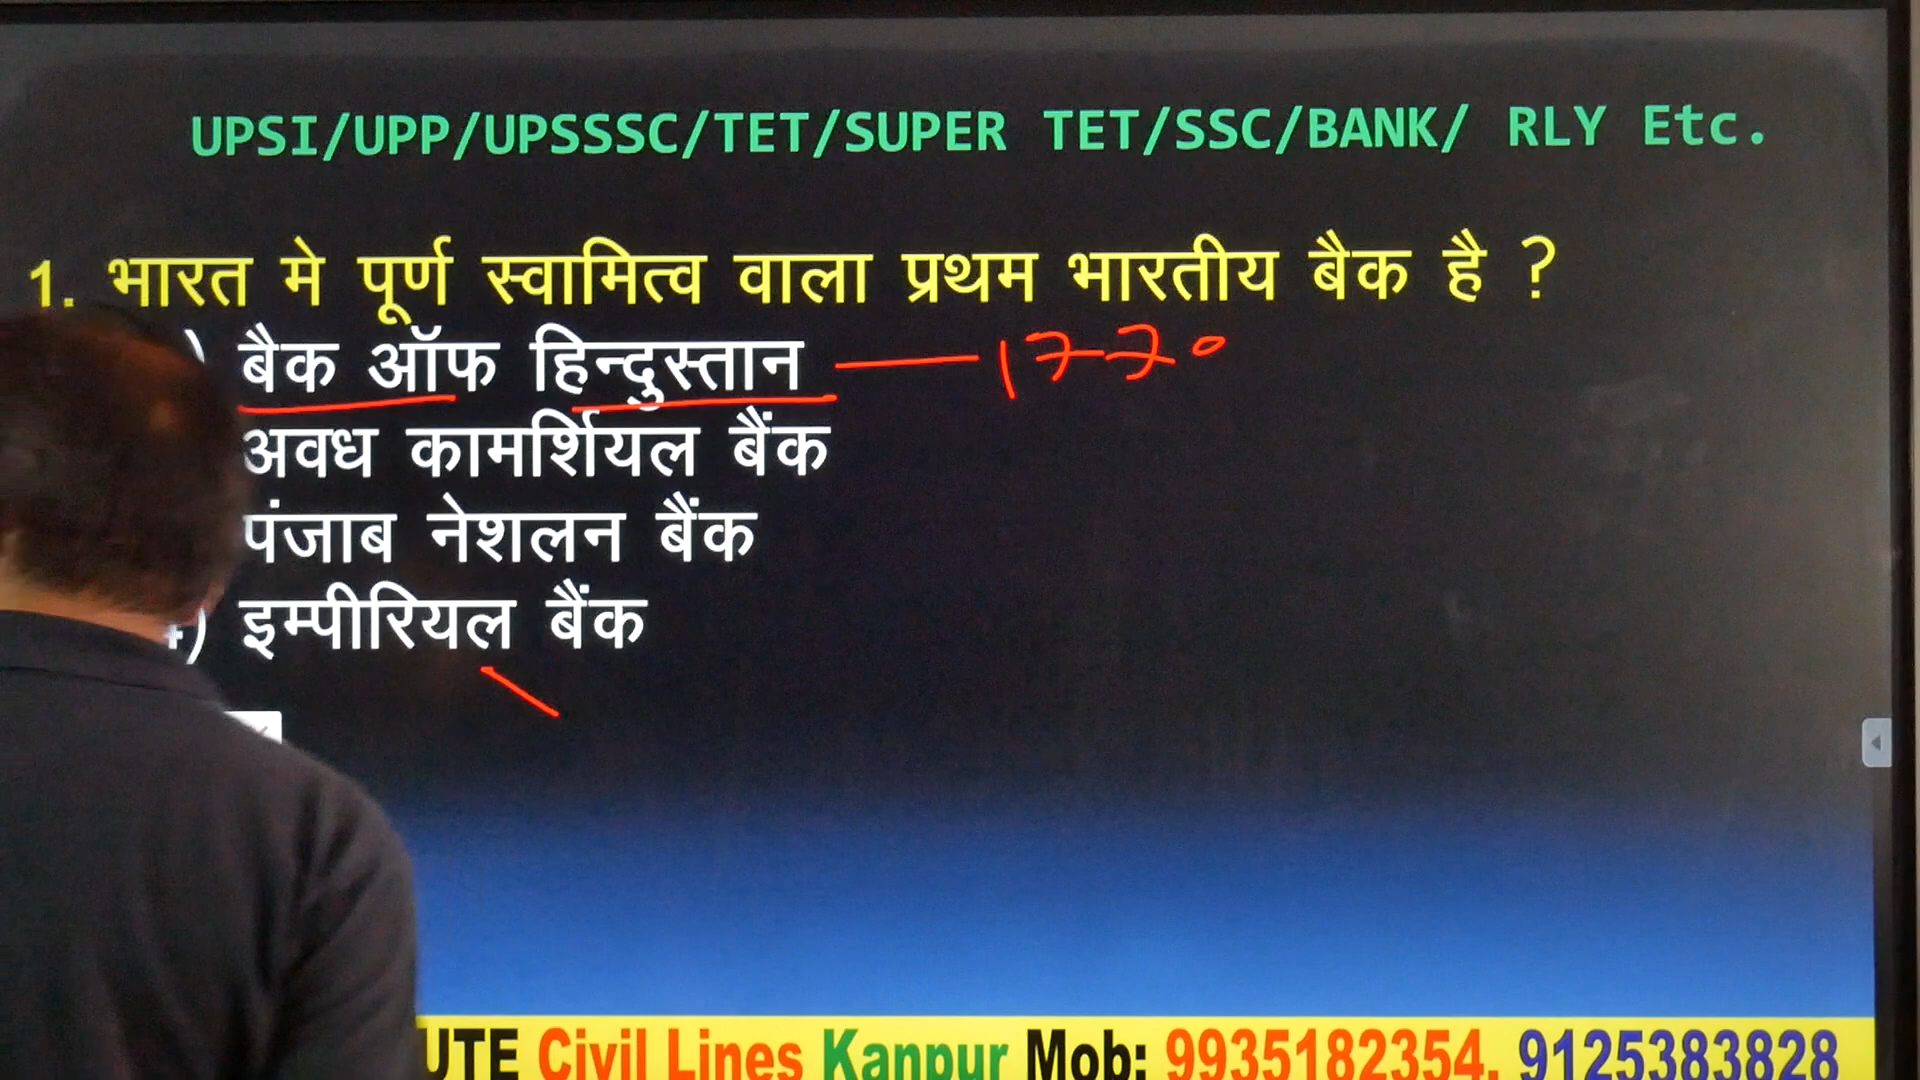 UPSI/UPP/UPSSSC/TET/SUPER TET/SSC/BANK/ RLY Etc.
1. भारत मे पूर्ण स्वामित्व वाला प्रथम भारतीय बैक है ?
) बैक ऑफ हिन्दुस्तान — 1770
अवध कामर्शियल बैंक
पंजाब नेशलन बैंक
4) इम्पीरियल बैंक
UTE Civil Lines Kanpur Mob: 9935182354, 9125383828